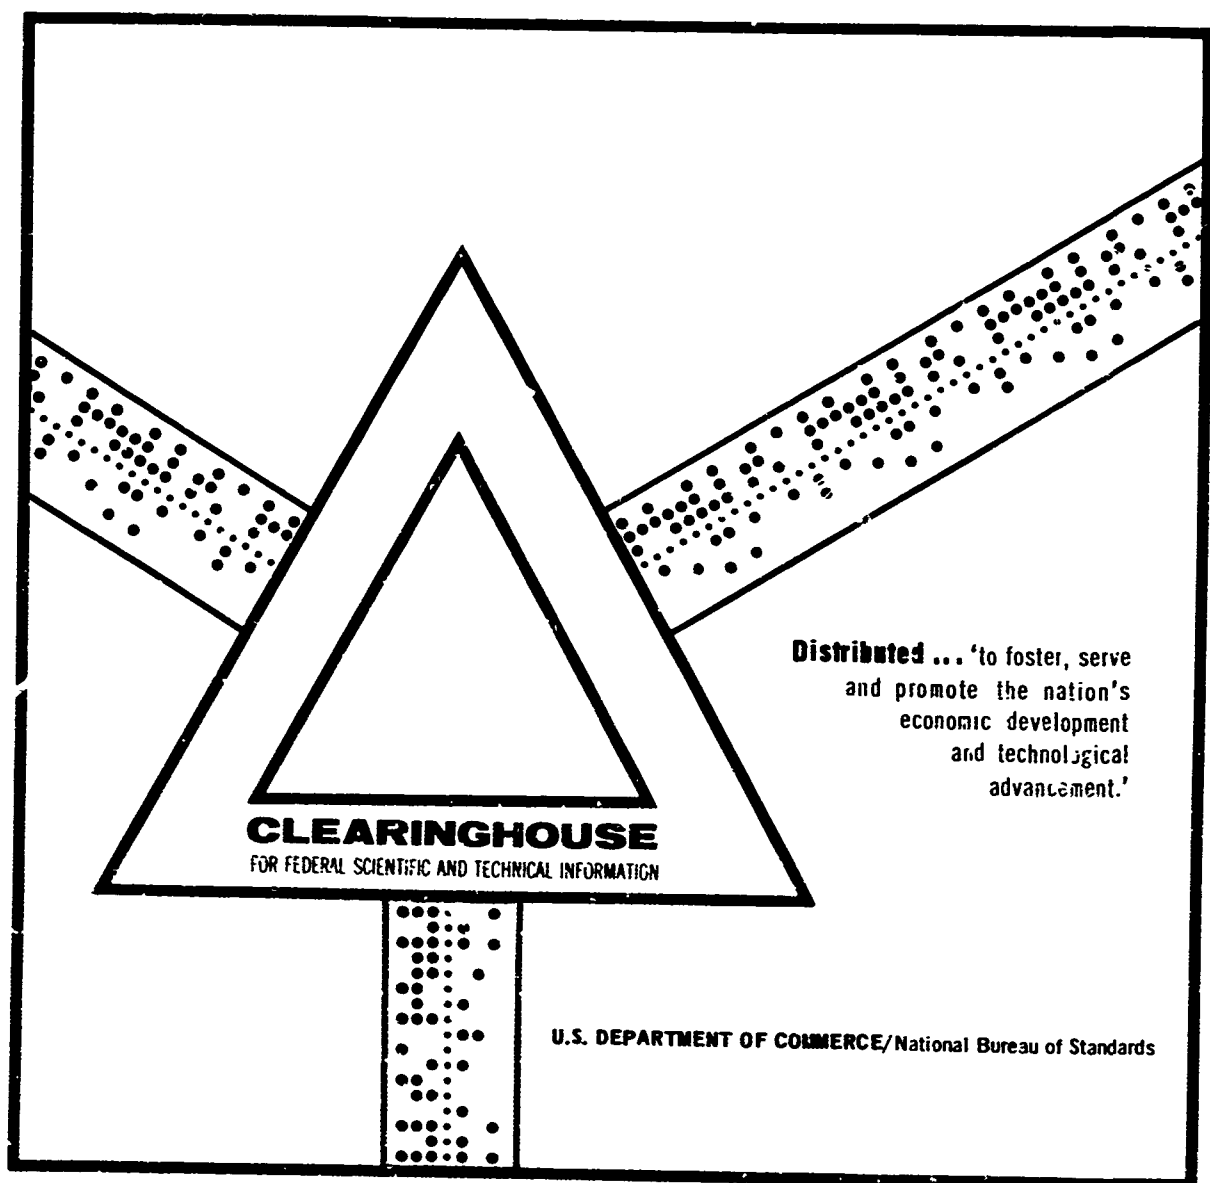 Distributed ... 'to foster, serve
and promote the nation's
economic development
and technological
advancement.'
CLEARINGHOUSE
FOR FEDERAL SCIENTIFIC AND TECHNICAL INFORMATION
U.S. DEPARTMENT OF COMMERCE/National Bureau of Standards